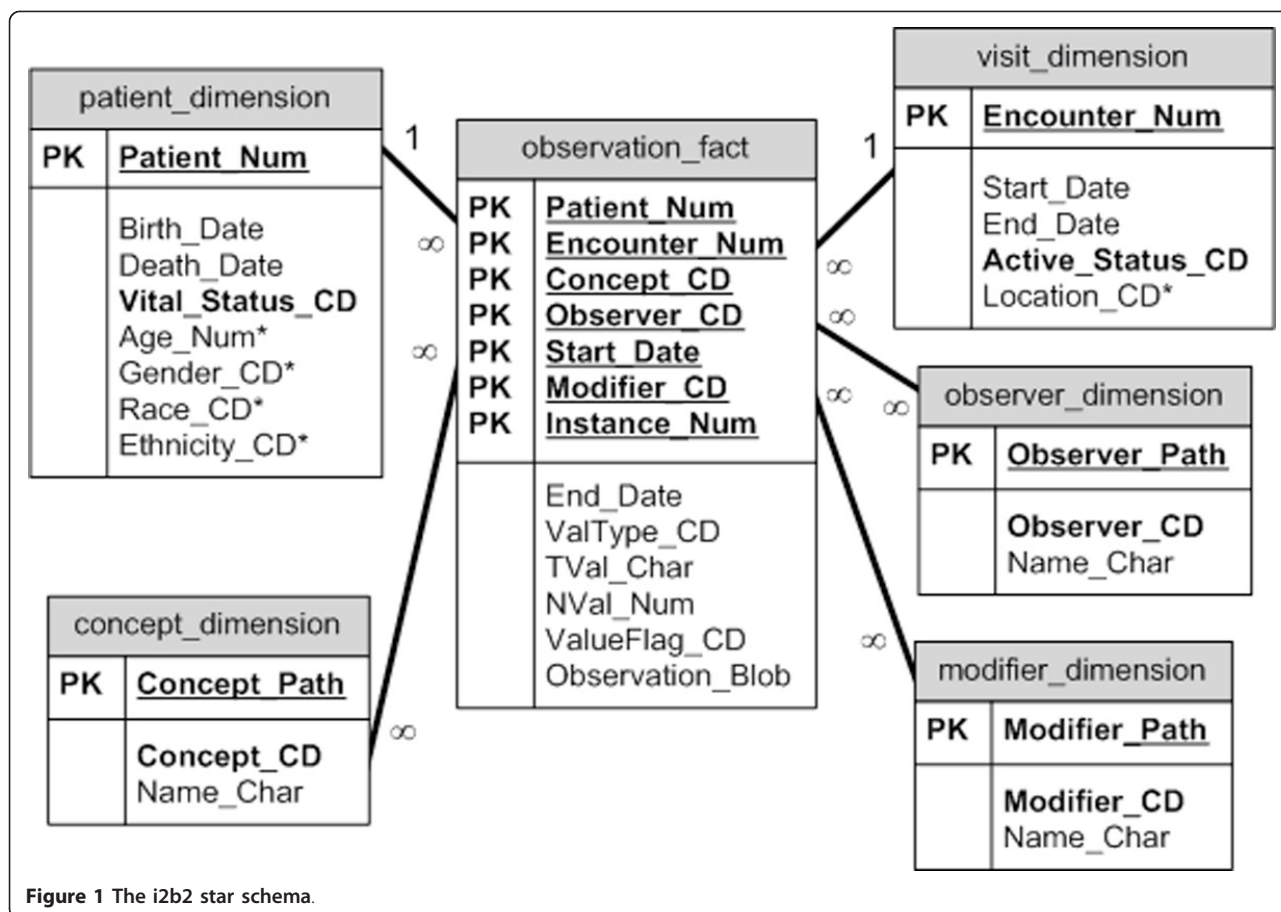 patient_dimension
PK Patient_Num
Birth_Date
Death_Date
Vital_Status_CD
Age_Num*
Gender_CD*
Race_CD*
Ethnicity_CD*
1
∞
observation_fact
PK Patient_Num
PK Encounter_Num
PK Concept_CD
PK Observer_CD
PK Start_Date
PK Modifier_CD
PK Instance_Num
End_Date
ValType_CD
TVal_Char
NVal_Num
ValueFlag_CD
Observation_Blob
visit_dimension
PK Encounter_Num
Start_Date
End_Date
Active_Status_CD
Location_CD*
1
∞
observer_dimension
PK Observer_Path
Observer_CD
Name_Char
∞
∞
concept_dimension
PK Concept_Path
Concept_CD
Name_Char
∞
∞
modifier_dimension
PK Modifier_Path
Modifier_CD
Name_Char
∞
∞
Figure 1 The i2b2 star schema.